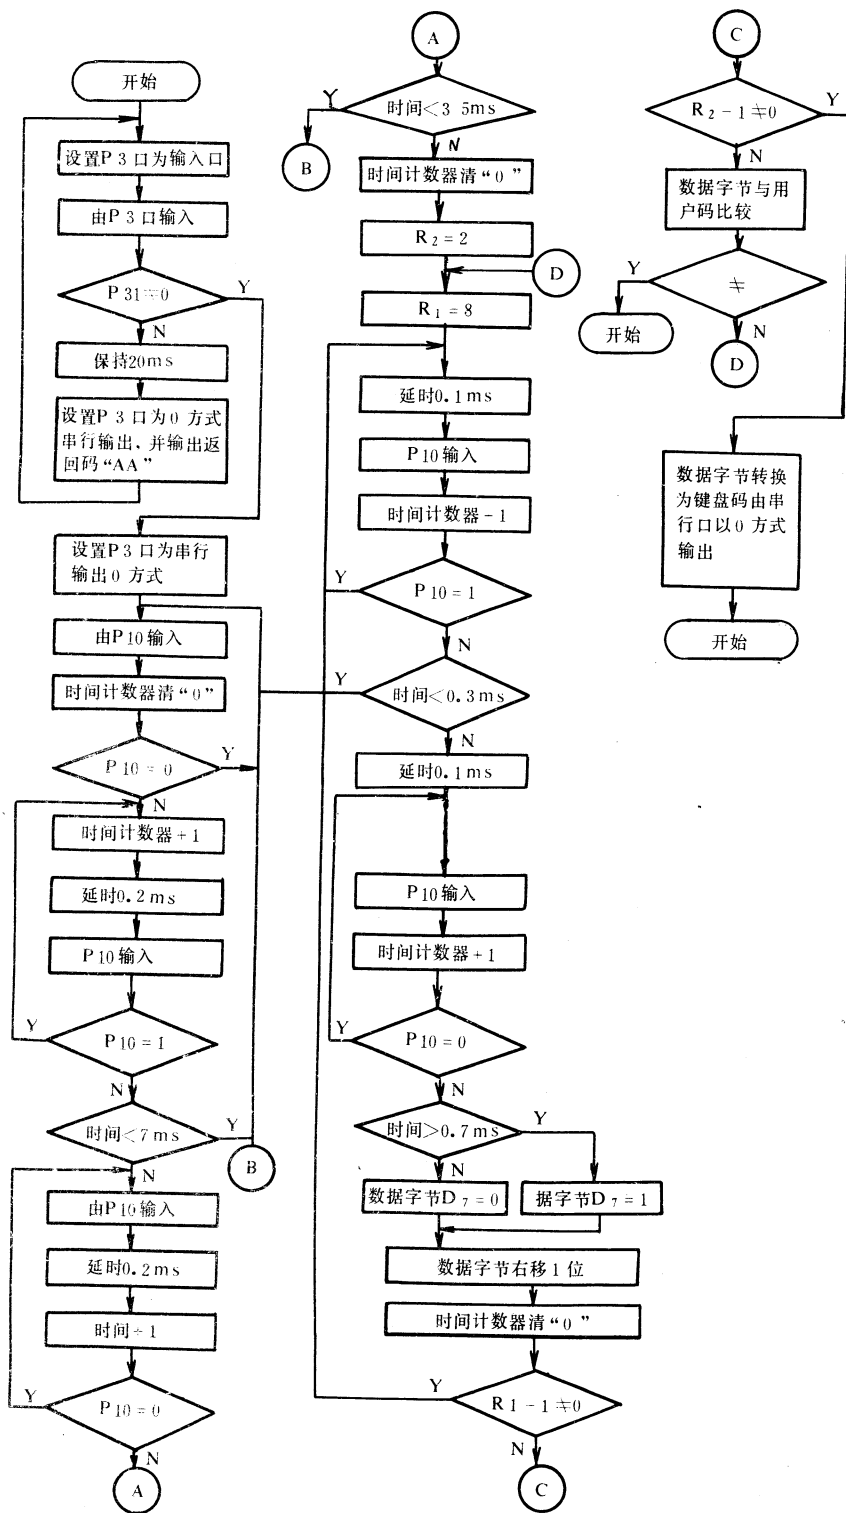 开始
设置P3口为输入口
由P3口输入
P31≠0
Y
N
保持20ms
设置P3口为0方式
串行输出、并输出返
回码“AA”
设置P3口为串行
输出0方式
由P10输入
时间计数器清“0”
P10=0
Y
N
时间计数器+1
延时0.2ms
P10输入
P10=1
Y
N
时间<7ms
Y
B
N
由P10输入
延时0.2ms
时间+1
P10=0
Y
N
A
A
时间<3 5ms
Y
B
N
时间计数器清“0”
R2=2
D
R1=8
延时0.1ms
P10输入
时间计数器-1
P10=1
Y
N
时间<0.3ms
Y
N
延时0.1ms
P10输入
时间计数器+1
P10=0
Y
N
时间>0.7ms
Y
N
数据字节D7=0
据字节D7=1
数据字节右移1位
时间计数器清“0”
R1-1≠0
Y
N
C
C
R2-1≠0
Y
N
数据字节与用
户码比较
≠
Y
开始
N
D
数据字节转换
为键盘码由串
行口以0方式
输出
开始